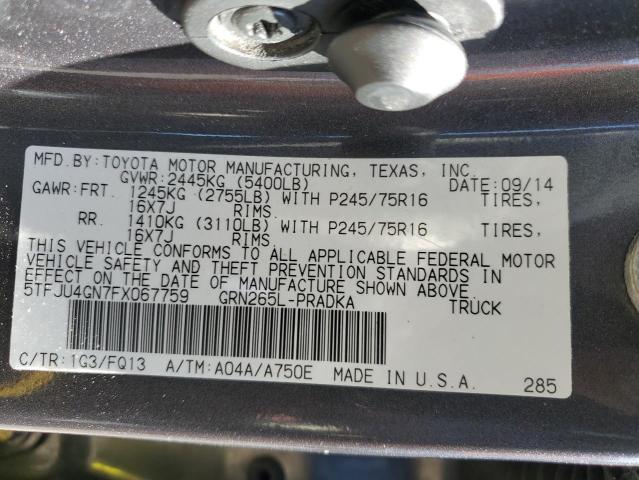 MFD.BY:TOYOTA MOTOR MANUFACTURING, TEXAS, INC.
GVWR:2445KG (5400LB) DATE:09/14
GAWR:FRT. 1245KG (2755LB) WITH P245/75R16 TIRES,
16X7J RIMS.
RR. 1410KG (3110LB) WITH P245/75R16 TIRES,
16X7J RIMS.
THIS VEHICLE CONFORMS TO ALL APPLICABLE FEDERAL MOTOR
VEHICLE SAFETY AND THEFT PREVENTION STANDARDS IN
EFFECT ON THE DATE OF MANUFACTURE SHOWN ABOVE.
5TFJU4GN7FX067759 GRN265L-PRADKA TRUCK
C/TR:1G3/FQ13 A/TM:A04A/A750E MADE IN U.S.A. 285